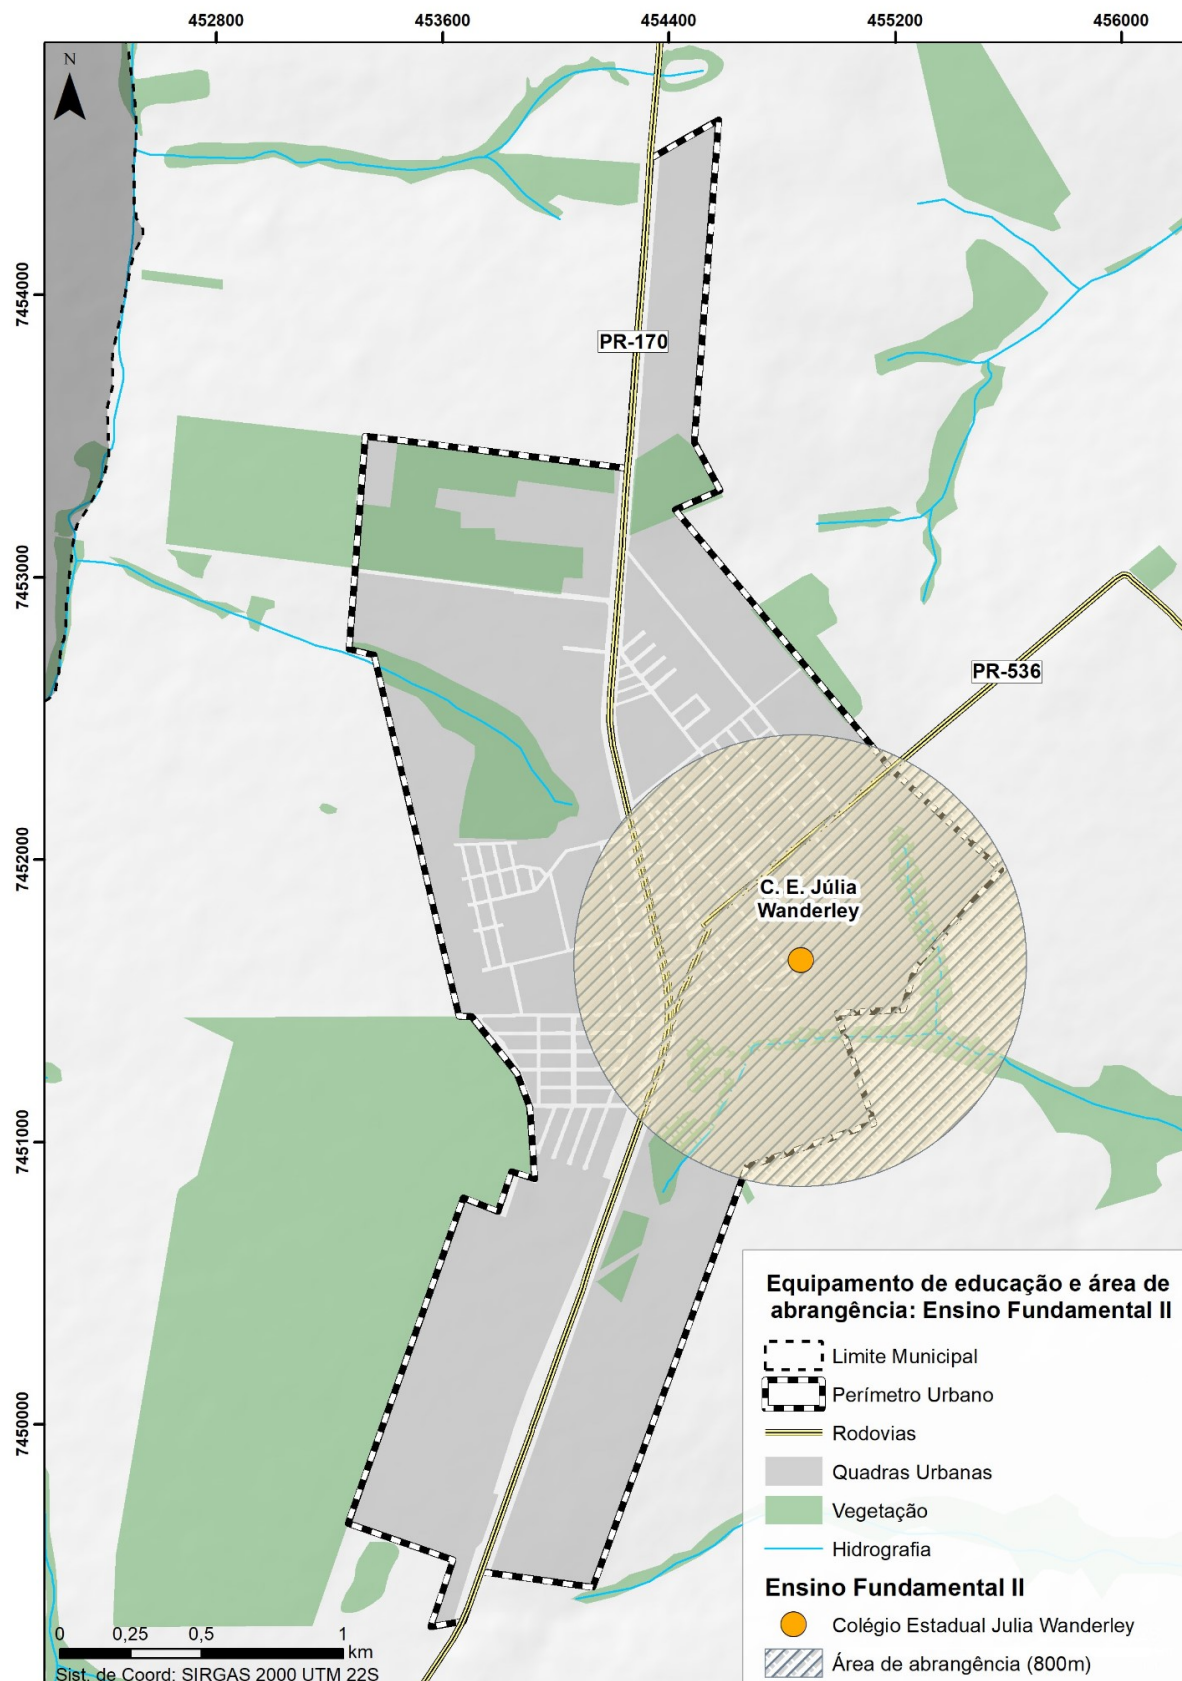 452800 453600 454400 455200 456000
N
7454000
PR-170
7453000
PR-536
7452000
C. E. Júlia
Wanderley
7451000
7450000
Equipamento de educação e área de
abrangência: Ensino Fundamental II
Limite Municipal
Perímetro Urbano
Rodovias
Quadras Urbanas
Vegetação
Hidrografia
Ensino Fundamental II
Colégio Estadual Julia Wanderley
Área de abrangência (800m)
0 0,25 0,5 1
km
Sist. de Coord: SIRGAS 2000 UTM 22S